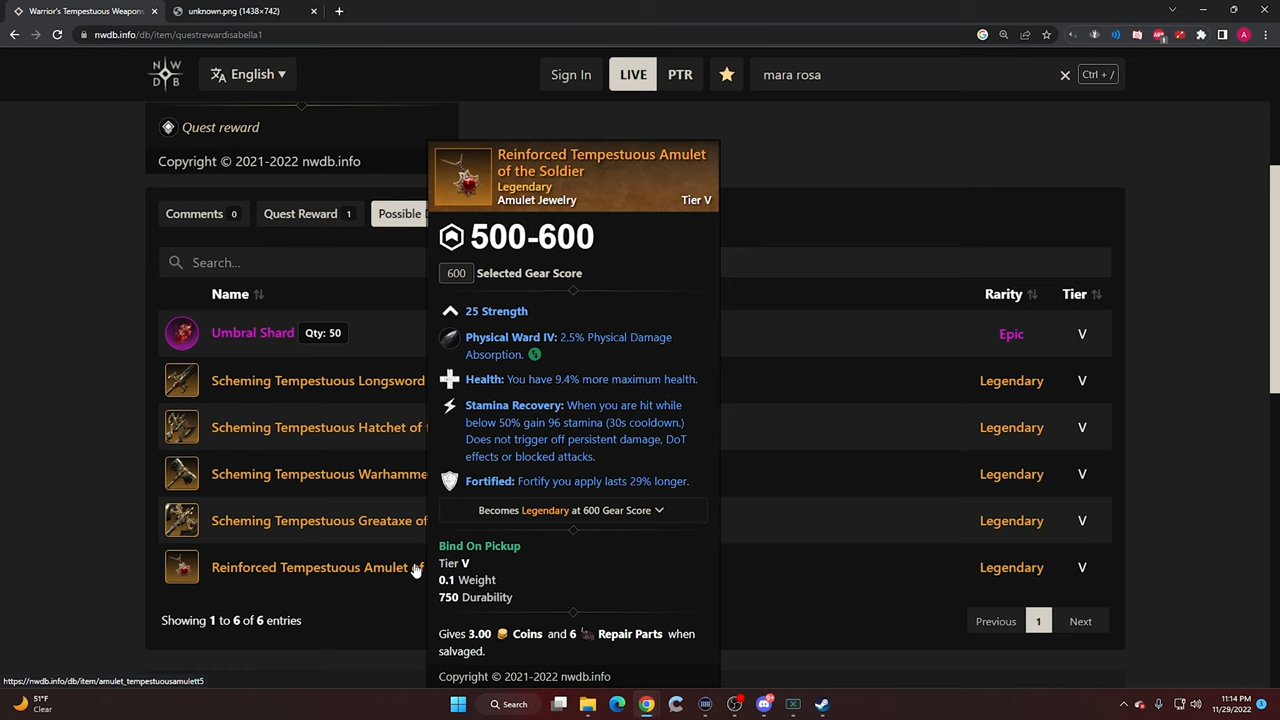 Warrior's Tempestuous Weapons
unknown.png (1438×742)
nwdb.info/db/item/questrewardisabella1
NW
DB
English
Sign In
LIVE
PTR
mara rosa
Ctrl + /
Quest reward
Copyright © 2021-2022 nwdb.info
Reinforced Tempestuous Amulet
of the Soldier
Legendary
Amulet Jewelry
Tier V
Comments 0
Quest Reward 1
Possible
500-600
Search...
600 Selected Gear Score
Name
Rarity
Tier
25 Strength
Umbral Shard Qty: 50
Epic
V
Physical Ward IV: 2.5% Physical Damage
Absorption.
Scheming Tempestuous Longsword
Legendary
V
Health: You have 9.4% more maximum health.
Stamina Recovery: When you are hit while
below 50% gain 96 stamina (30s cooldown.)
Does not trigger off persistent damage, DoT
effects or blocked attacks.
Scheming Tempestuous Hatchet of
Legendary
V
Scheming Tempestuous Warhamme
Legendary
V
Fortified: Fortify you apply lasts 29% longer.
Becomes Legendary at 600 Gear Score
Scheming Tempestuous Greataxe of
Legendary
V
Bind On Pickup
Tier V
0.1 Weight
750 Durability
Reinforced Tempestuous Amulet of
Legendary
V
Showing 1 to 6 of 6 entries
Previous
1
Next
Gives 3.00 Coins and 6 Repair Parts when
salvaged.
Copyright © 2021-2022 nwdb.info
https://nwdb.info/db/item/amulet_tempestuousamulett5
51°F
Clear
Search
11:14 PM
11/29/2022